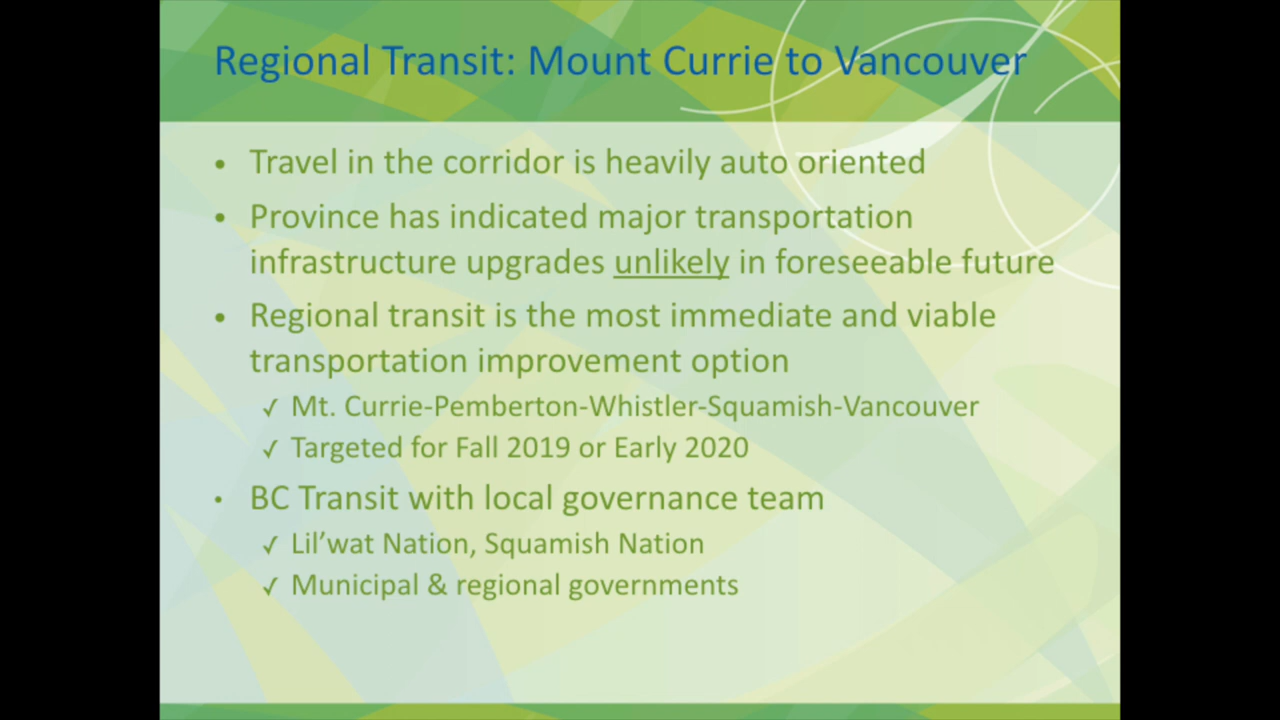 Regional Transit: Mount Currie to Vancouver
• Travel in the corridor is heavily auto oriented
• Province has indicated major transportation
infrastructure upgrades unlikely in foreseeable future
• Regional transit is the most immediate and viable
transportation improvement option
✓ Mt. Currie-Pemberton-Whistler-Squamish-Vancouver
✓ Targeted for Fall 2019 or Early 2020
• BC Transit with local governance team
✓ Lil’wat Nation, Squamish Nation
✓ Municipal & regional governments